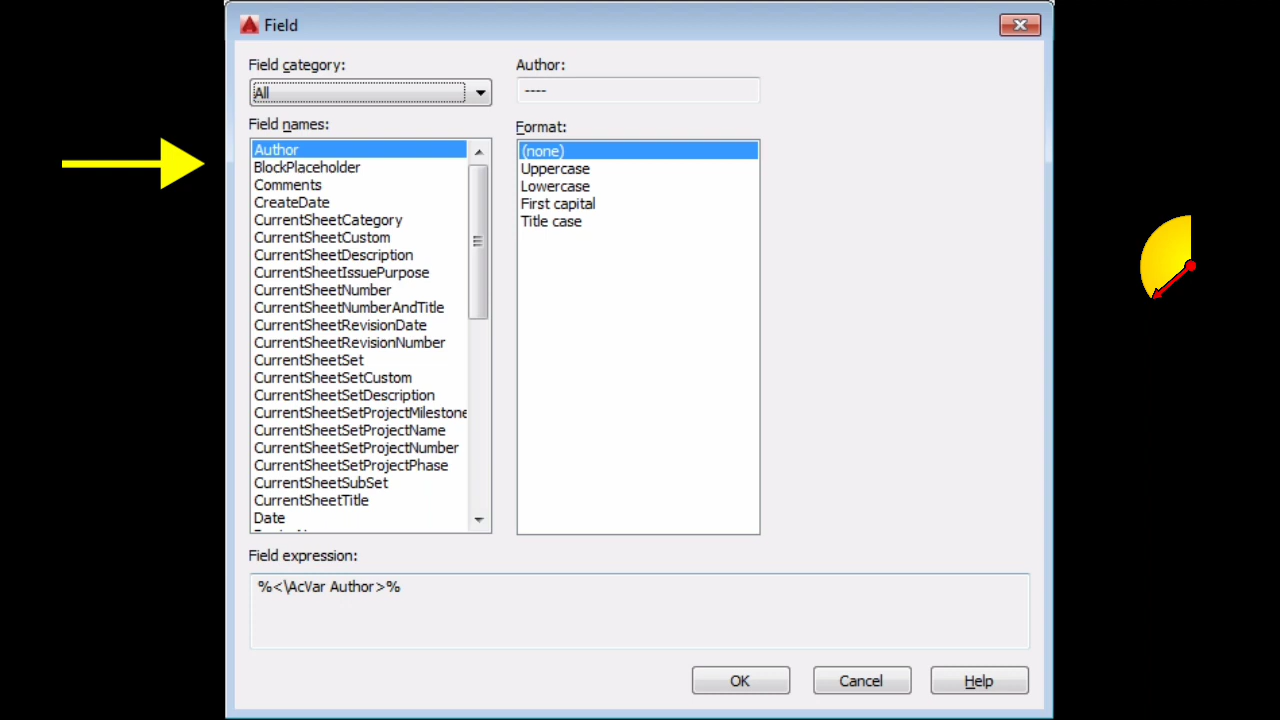 Field
Field category:
All
Author:
----
Field names:
Author
BlockPlaceholder
Comments
CreateDate
CurrentSheetCategory
CurrentSheetCustom
CurrentSheetDescription
CurrentSheetIssuePurpose
CurrentSheetNumber
CurrentSheetNumberAndTitle
CurrentSheetRevisionDate
CurrentSheetRevisionNumber
CurrentSheetSet
CurrentSheetSetCustom
CurrentSheetSetDescription
CurrentSheetSetProjectMilestone
CurrentSheetSetProjectName
CurrentSheetSetProjectNumber
CurrentSheetSetProjectPhase
CurrentSheetSubSet
CurrentSheetTitle
Date
Format:
(none)
Uppercase
Lowercase
First capital
Title case
Field expression:
%<\AcVar Author>%
OK
Cancel
Help